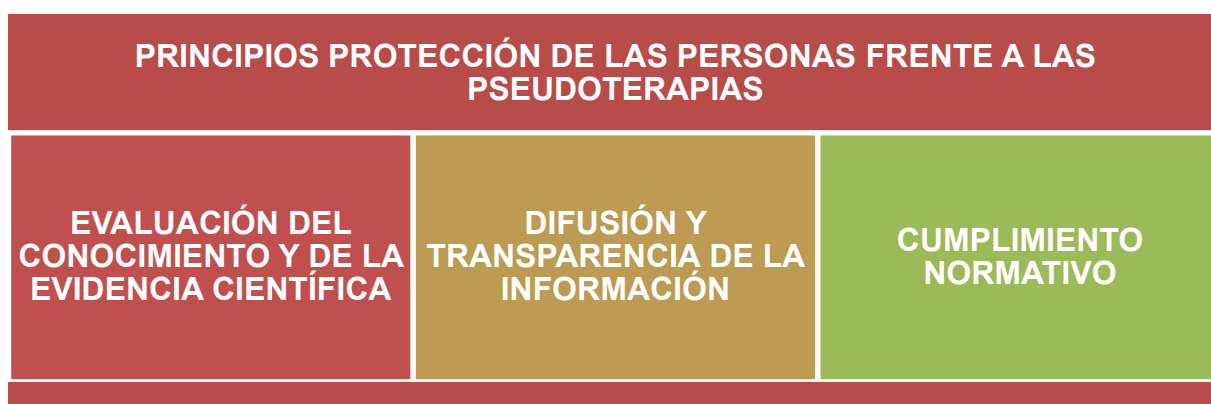 PRINCIPIOS PROTECCIÓN DE LAS PERSONAS FRENTE A LAS
PSEUDOTERAPIAS
EVALUACIÓN DEL
CONOCIMIENTO Y DE LA
EVIDENCIA CIENTÍFICA
DIFUSIÓN Y
TRANSPARENCIA DE LA
INFORMACIÓN
CUMPLIMIENTO
NORMATIVO